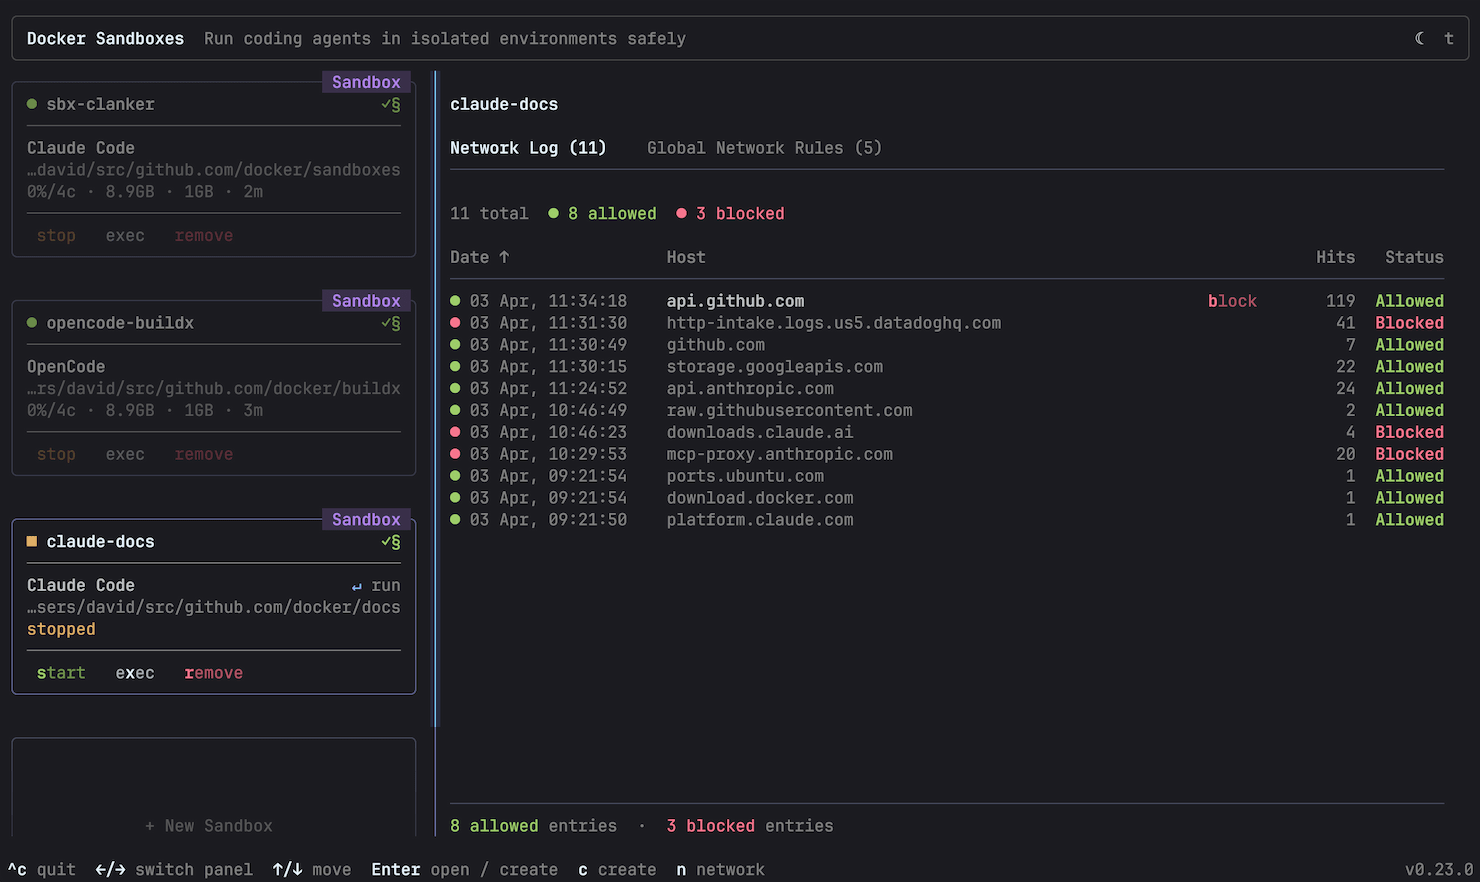 Docker Sandboxes Run coding agents in isolated environments safely ☾ t
Sandbox
● sbx-clanker ✓§
Claude Code
…david/src/github.com/docker/sandboxes
0%/4c · 8.9GB · 1GB · 2m
stop exec remove
Sandbox
● opencode-buildx ✓§
OpenCode
…rs/david/src/github.com/docker/buildx
0%/4c · 8.9GB · 1GB · 3m
stop exec remove
Sandbox
■ claude-docs ✓§
Claude Code ↵ run
…sers/david/src/github.com/docker/docs
stopped
start exec remove
+ New Sandbox
claude-docs
Network Log (11) Global Network Rules (5)
11 total ● 8 allowed ● 3 blocked
Date ↑ Host Hits Status
● 03 Apr, 11:34:18 api.github.com block 119 Allowed
● 03 Apr, 11:31:30 http-intake.logs.us5.datadoghq.com 41 Blocked
● 03 Apr, 11:30:49 github.com 7 Allowed
● 03 Apr, 11:30:15 storage.googleapis.com 22 Allowed
● 03 Apr, 11:24:52 api.anthropic.com 24 Allowed
● 03 Apr, 10:46:49 raw.githubusercontent.com 2 Allowed
● 03 Apr, 10:46:23 downloads.claude.ai 4 Blocked
● 03 Apr, 10:29:53 mcp-proxy.anthropic.com 20 Blocked
● 03 Apr, 09:21:54 ports.ubuntu.com 1 Allowed
● 03 Apr, 09:21:54 download.docker.com 1 Allowed
● 03 Apr, 09:21:50 platform.claude.com 1 Allowed
8 allowed entries · 3 blocked entries
^c quit ←/→ switch panel ↑/↓ move Enter open / create c create n network v0.23.0